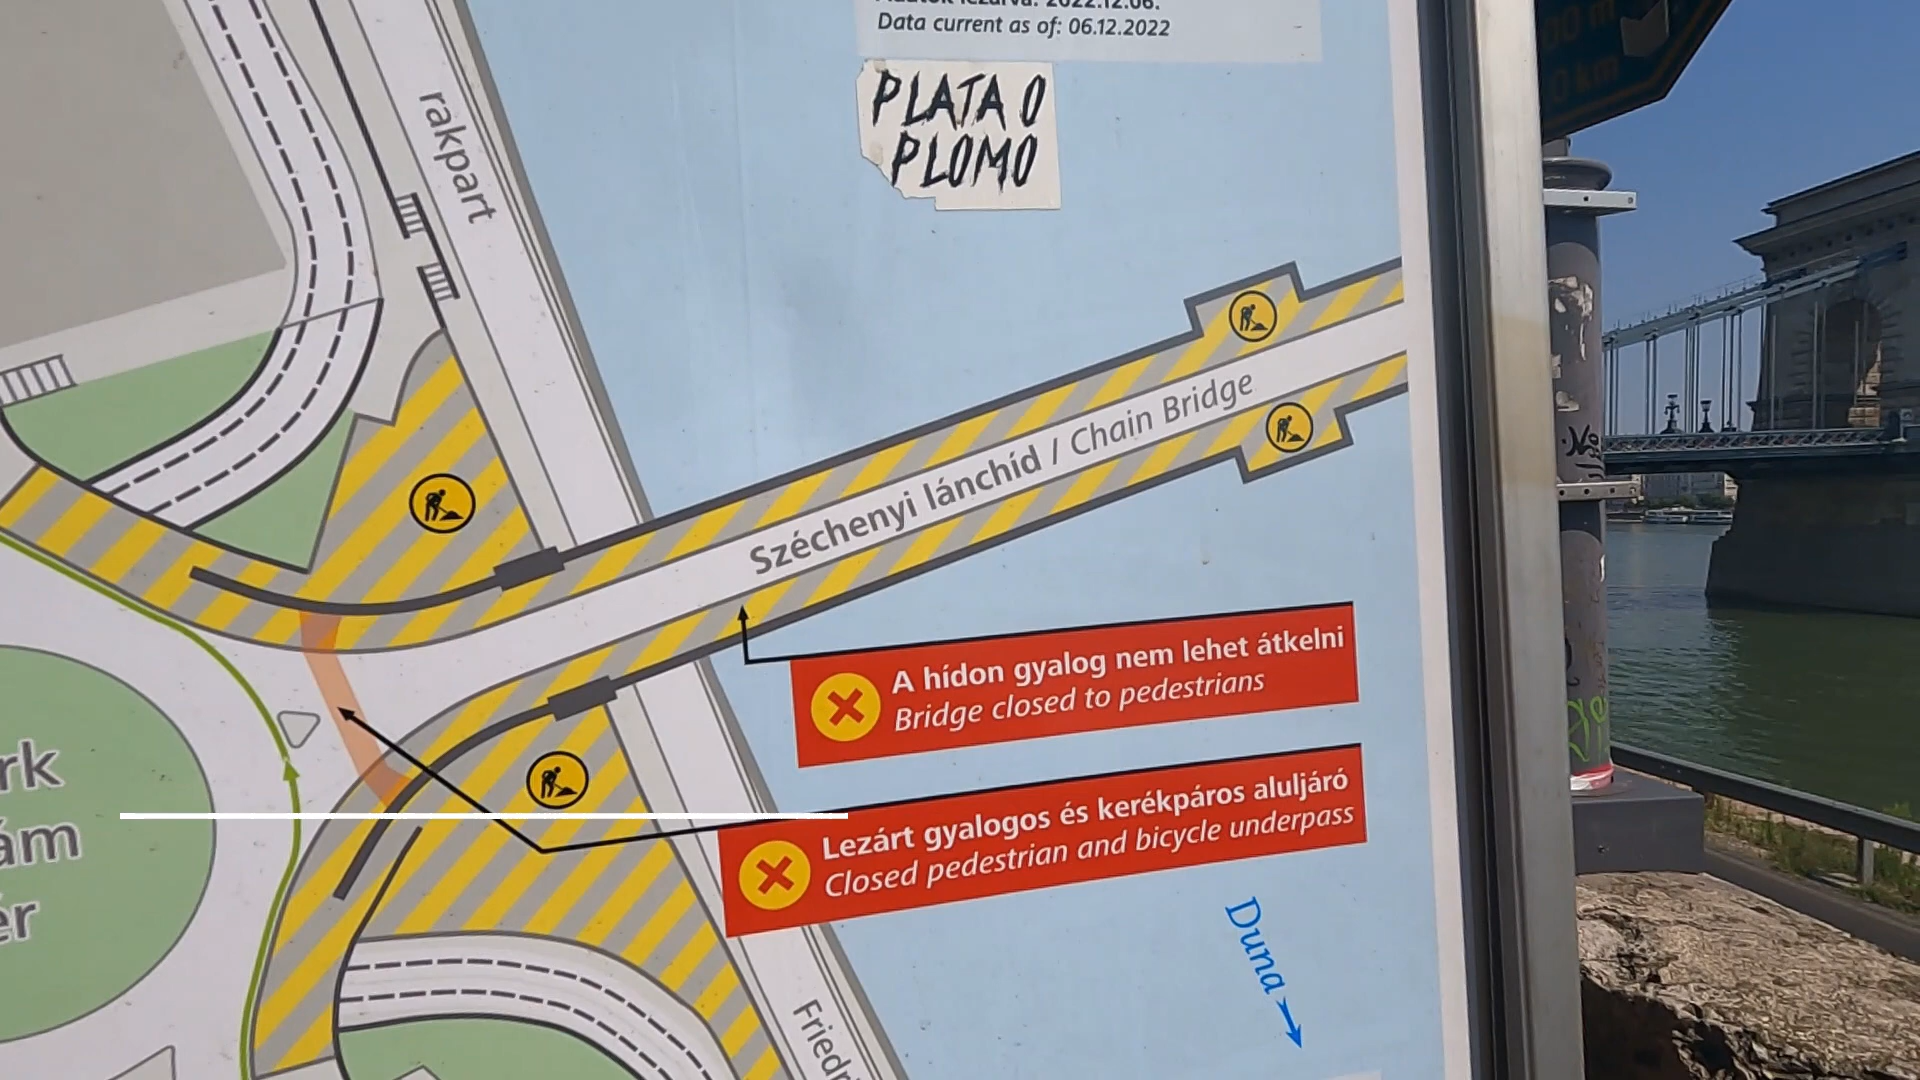 Data current as of: 06.12.2022
PLATA O
PLOMO
rakpart
Széchenyi lánchíd / Chain Bridge
A hídon gyalog nem lehet átkelni
Bridge closed to pedestrians
Lezárt gyalogos és kerékpáros aluljáró
Closed pedestrian and bicycle underpass
Duna